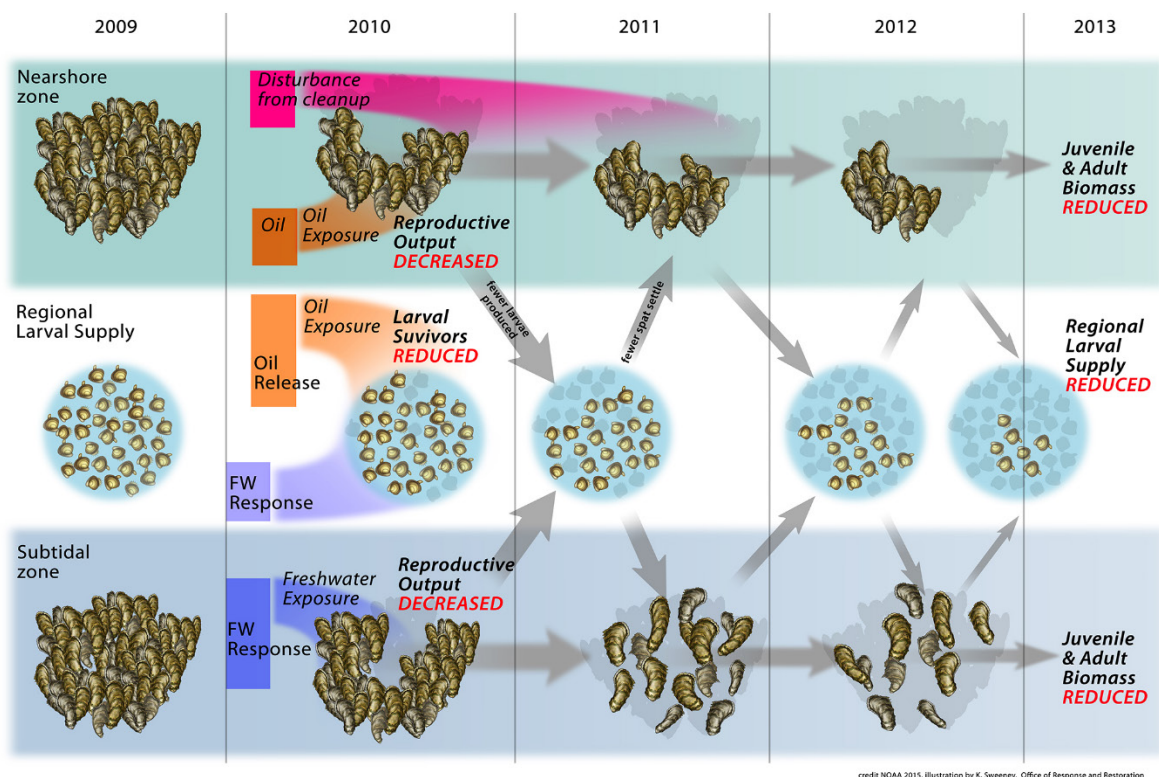 2009
2010
2011
2012
2013
Nearshore
zone
Disturbance
from cleanup
Oil
Oil
Exposure
Reproductive
Output
DECREASED
Juvenile
& Adult
Biomass
REDUCED
Regional
Larval Supply
Oil
Release
Oil
Exposure
Larval
Suvivors
REDUCED
fewer larvae
produced
fewer spat settle
Regional
Larval
Supply
REDUCED
FW
Response
Subtidal
zone
FW
Response
Freshwater
Exposure
Reproductive
Output
DECREASED
Juvenile
& Adult
Biomass
REDUCED
credit NOAA 2015, illustration by K. Sweeney, Office of Response and Restoration